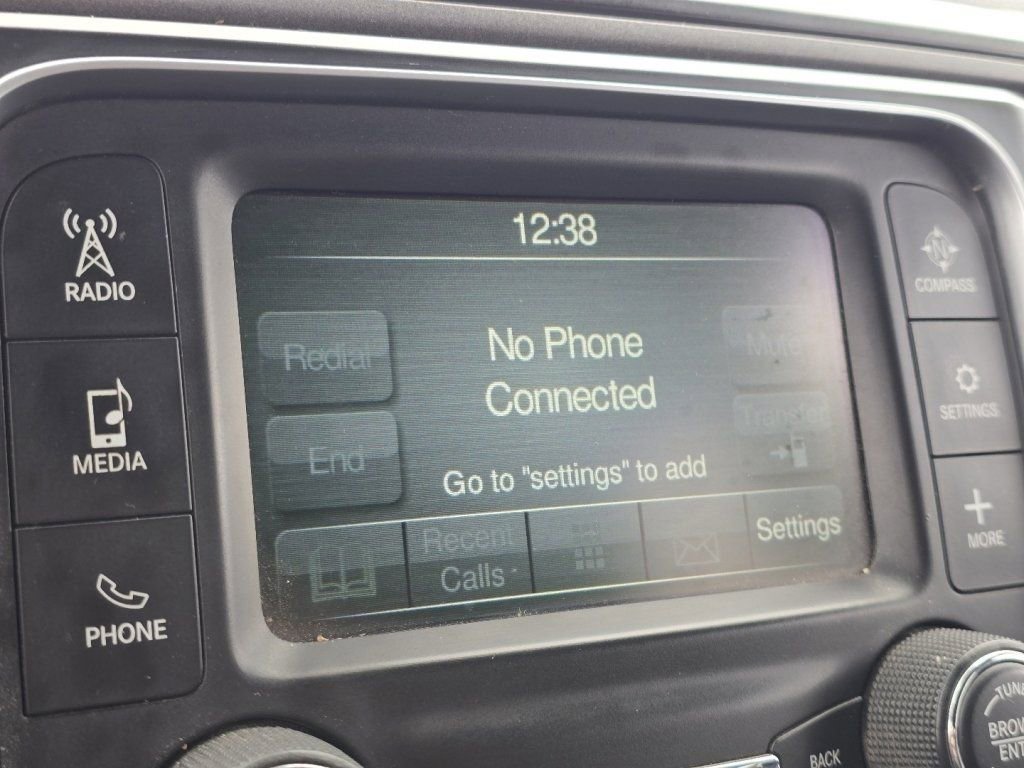 12:38
RADIO
MEDIA
PHONE
Redial
End
No Phone
Connected
Go to "settings" to add
Mute
Transfer
Recent
Calls
Settings
N
COMPASS
SETTINGS
MORE
BACK